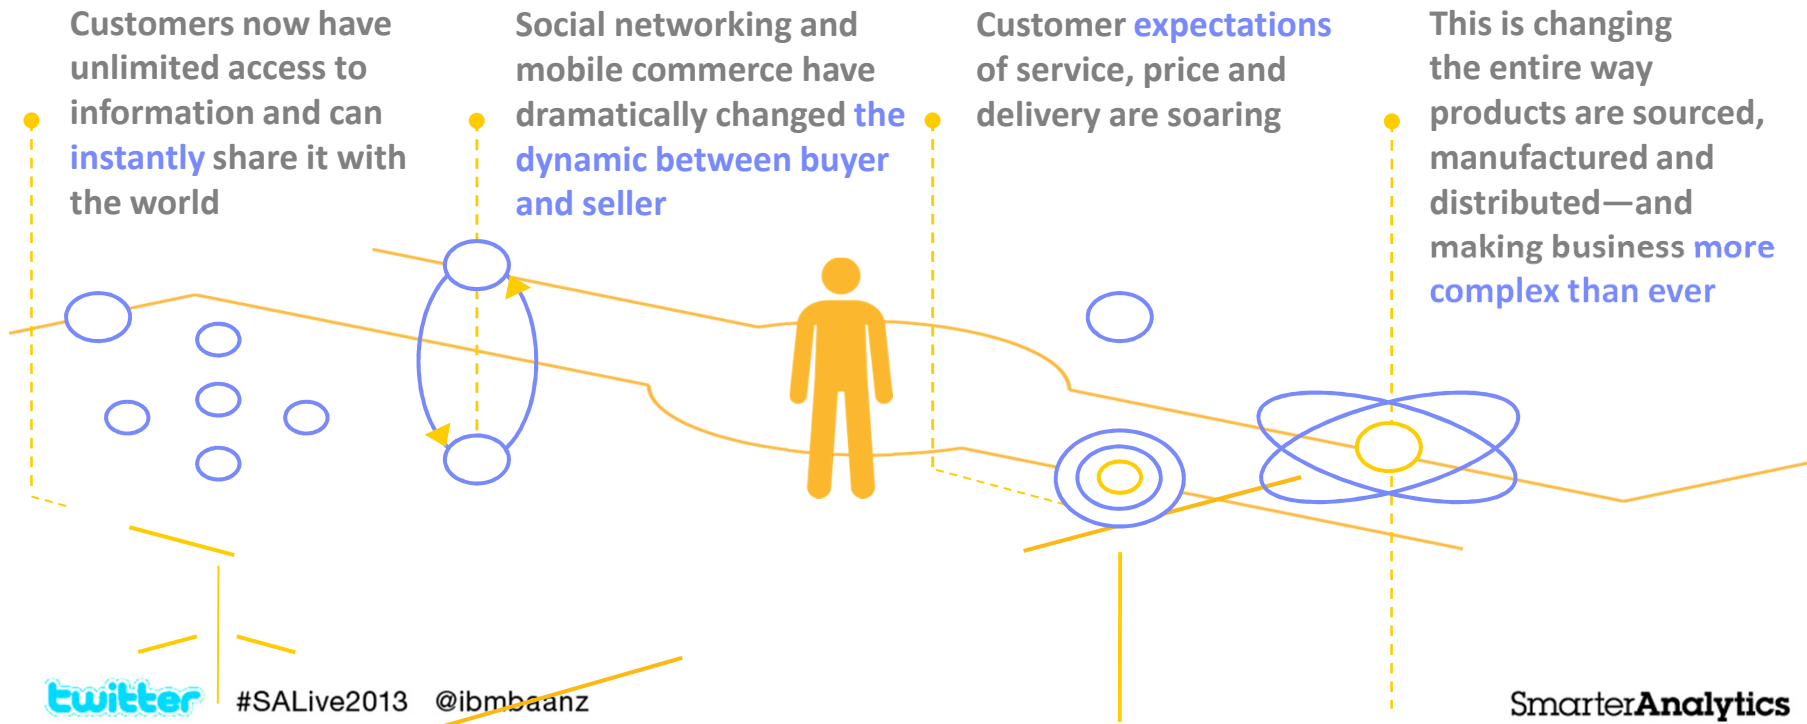 Customers now have
unlimited access to
information and can
instantly share it with
the world
Social networking and
mobile commerce have
dramatically changed the
dynamic between buyer
and seller
Customer expectations
of service, price and
delivery are soaring
This is changing
the entire way
products are sourced,
manufactured and
distributed—and
making business more
complex than ever
twitter #SALive2013 @ibmbaanz
SmarterAnalytics